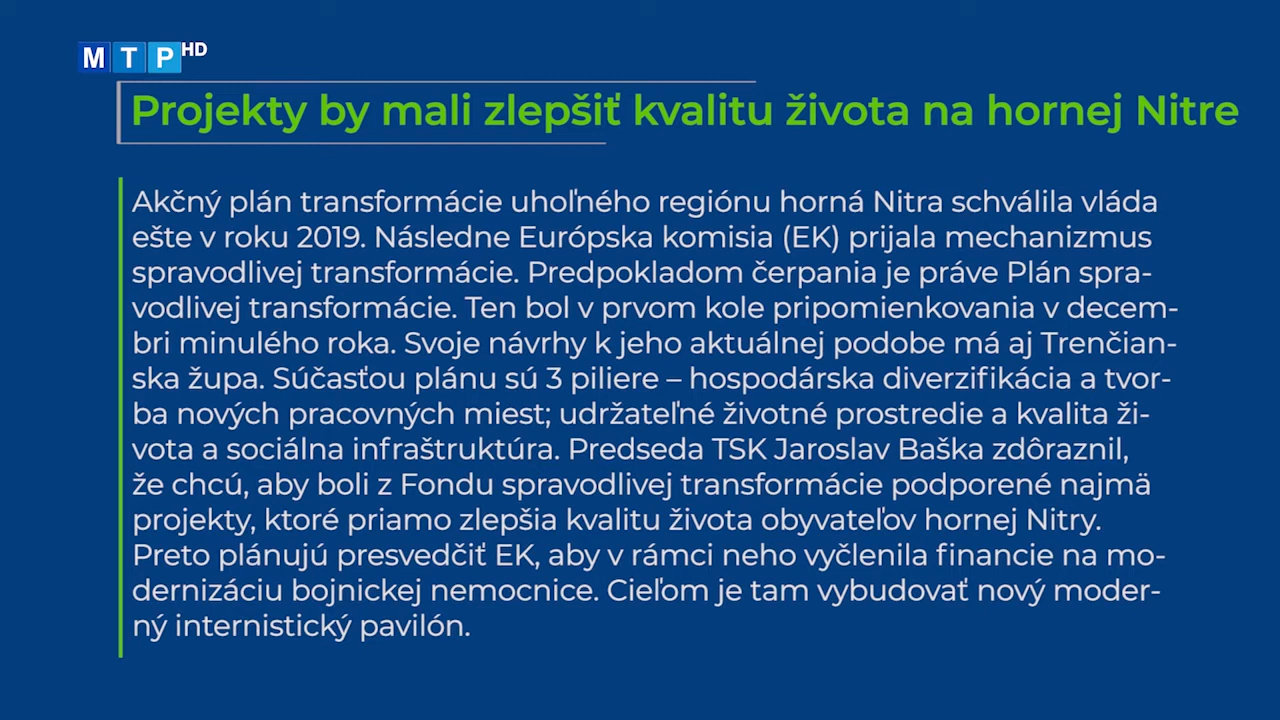 MTP HD
Projekty by mali zlepšiť kvalitu života na hornej Nitre
Akčný plán transformácie uhoľného regiónu horná Nitra schválila vláda
ešte v roku 2019. Následne Európska komisia (EK) prijala mechanizmus
spravodlivej transformácie. Predpokladom čerpania je práve Plán spra-
vodlivej transformácie. Ten bol v prvom kole pripomienkovania v decem-
bri minulého roka. Svoje návrhy k jeho aktuálnej podobe má aj Trenčian-
ska župa. Súčasťou plánu sú 3 piliere – hospodárska diverzifikácia a tvor-
ba nových pracovných miest; udržateľné životné prostredie a kvalita ži-
vota a sociálna infraštruktúra. Predseda TSK Jaroslav Baška zdôraznil,
že chcú, aby boli z Fondu spravodlivej transformácie podporené najmä
projekty, ktoré priamo zlepšia kvalitu života obyvateľov hornej Nitry.
Preto plánujú presvedčiť EK, aby v rámci neho vyčlenila financie na mo-
dernizáciu bojnickej nemocnice. Cieľom je tam vybudovať nový moder-
ný internistický pavilón.